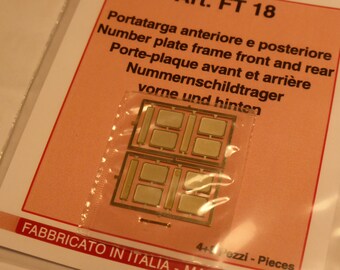 Art. FT 18
Portatarga anteriore e posteriore
Number plate frame front and rear
Porte-plaque avant et arrière
Nummernschildtrager
vorne und hinten
Pezzi - Pieces
FABBRICATO IN ITALIA -